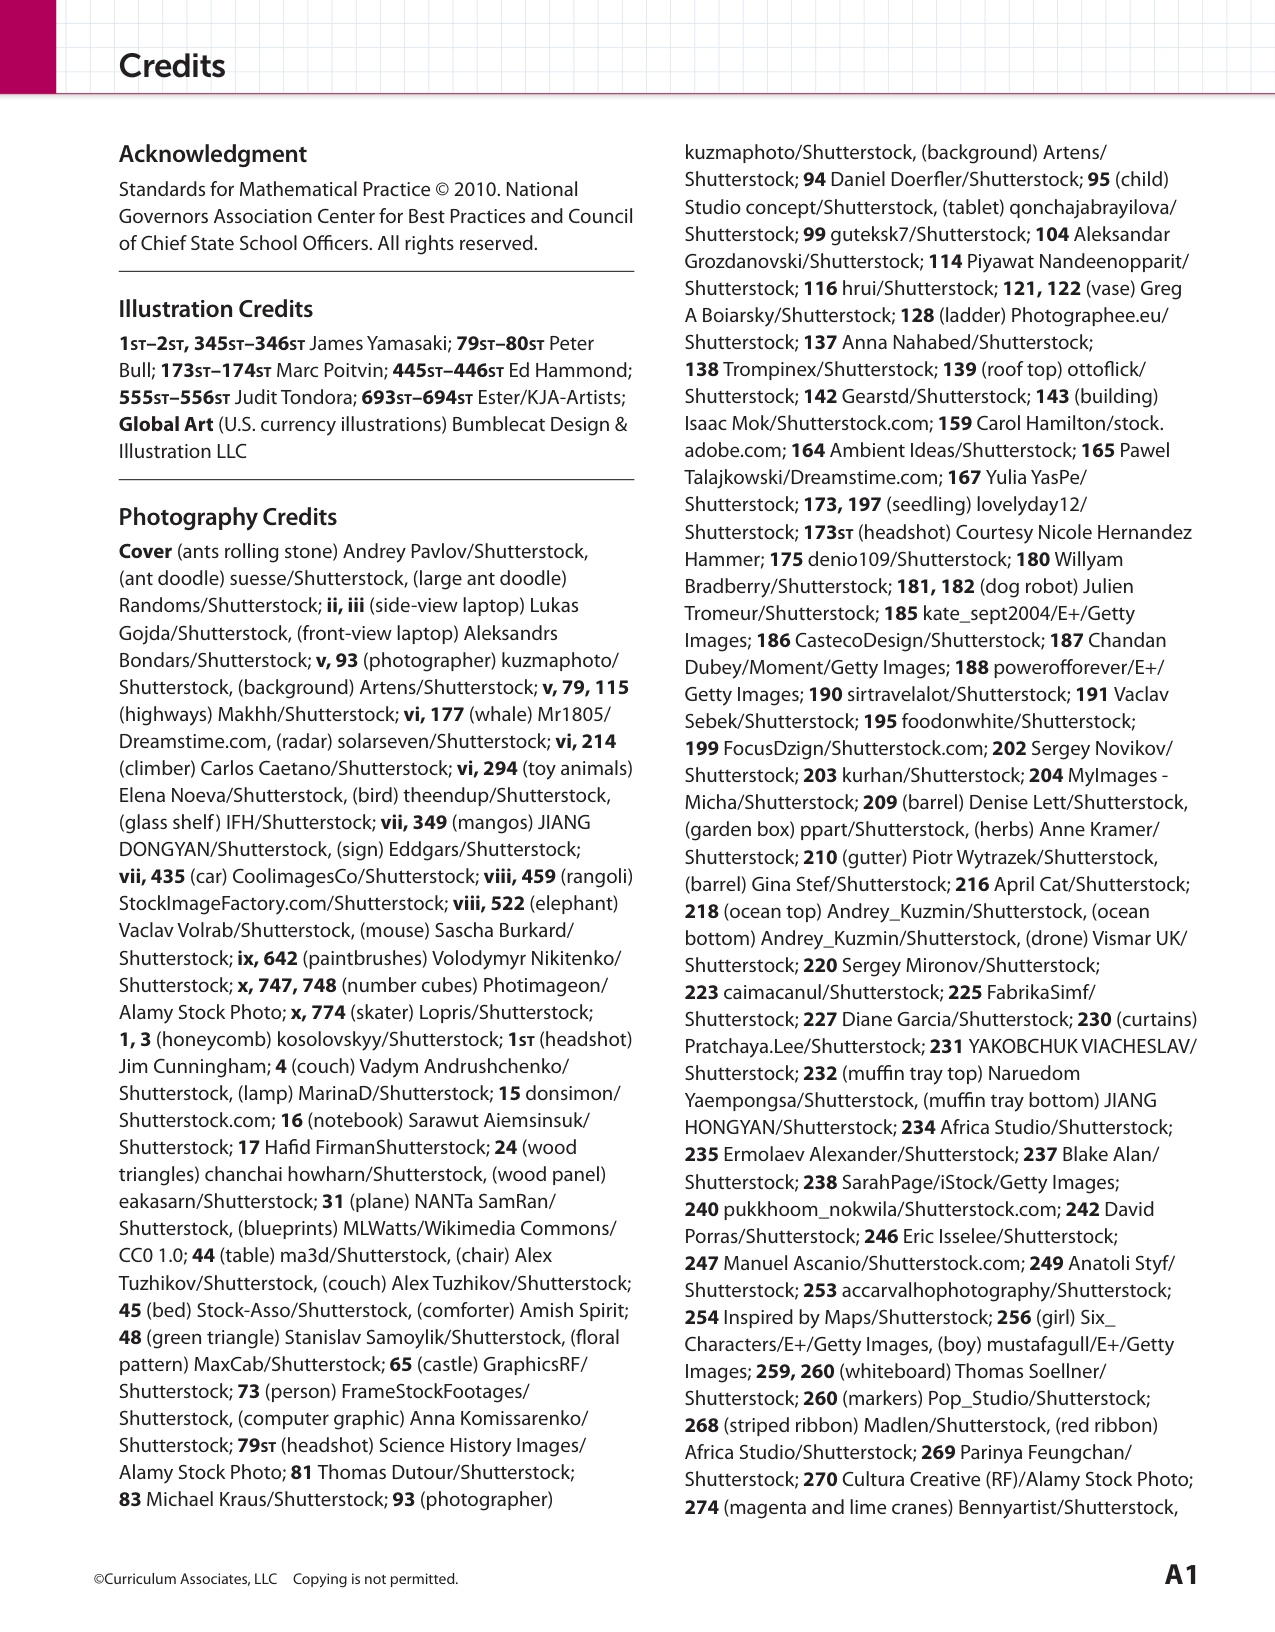 Credits
Acknowledgment
Standards for Mathematical Practice © 2010. National
Governors Association Center for Best Practices and Council
of Chief State School Officers. All rights reserved.
Illustration Credits
1ST–2ST, 345ST–346ST James Yamasaki; 79ST–80ST Peter
Bull; 173ST–174ST Marc Poitvin; 445ST–446ST Ed Hammond;
555ST–556ST Judit Tondora; 693ST–694ST Ester/KJA-Artists;
Global Art (U.S. currency illustrations) Bumblecat Design &
Illustration LLC
Photography Credits
Cover (ants rolling stone) Andrey Pavlov/Shutterstock,
(ant doodle) suesse/Shutterstock, (large ant doodle)
Randoms/Shutterstock; ii, iii (side-view laptop) Lukas
Gojda/Shutterstock, (front-view laptop) Aleksandrs
Bondars/Shutterstock; v, 93 (photographer) kuzmaphoto/
Shutterstock, (background) Artens/Shutterstock; v, 79, 115
(highways) Makhh/Shutterstock; vi, 177 (whale) Mr1805/
Dreamstime.com, (radar) solarseven/Shutterstock; vi, 214
(climber) Carlos Caetano/Shutterstock; vi, 294 (toy animals)
Elena Noeva/Shutterstock, (bird) theendup/Shutterstock,
(glass shelf) IFH/Shutterstock; vii, 349 (mangos) JIANG
DONGYAN/Shutterstock, (sign) Eddgars/Shutterstock;
vii, 435 (car) CoolimagesCo/Shutterstock; viii, 459 (rangoli)
StockImageFactory.com/Shutterstock; viii, 522 (elephant)
Vaclav Volrab/Shutterstock, (mouse) Sascha Burkard/
Shutterstock; ix, 642 (paintbrushes) Volodymyr Nikitenko/
Shutterstock; x, 747, 748 (number cubes) Photimageon/
Alamy Stock Photo; x, 774 (skater) Lopris/Shutterstock;
1, 3 (honeycomb) kosolovskyy/Shutterstock; 1ST (headshot)
Jim Cunningham; 4 (couch) Vadym Andrushchenko/
Shutterstock, (lamp) MarinaD/Shutterstock; 15 donsimon/
Shutterstock.com; 16 (notebook) Sarawut Aiemsinsuk/
Shutterstock; 17 Hafid FirmanShutterstock; 24 (wood
triangles) chanchai howharn/Shutterstock, (wood panel)
eakasarn/Shutterstock; 31 (plane) NANTa SamRan/
Shutterstock, (blueprints) MLWatts/Wikimedia Commons/
CC0 1.0; 44 (table) ma3d/Shutterstock, (chair) Alex
Tuzhikov/Shutterstock, (couch) Alex Tuzhikov/Shutterstock;
45 (bed) Stock-Asso/Shutterstock, (comforter) Amish Spirit;
48 (green triangle) Stanislav Samoylik/Shutterstock, (floral
pattern) MaxCab/Shutterstock; 65 (castle) GraphicsRF/
Shutterstock; 73 (person) FrameStockFootages/
Shutterstock, (computer graphic) Anna Komissarenko/
Shutterstock; 79ST (headshot) Science History Images/
Alamy Stock Photo; 81 Thomas Dutour/Shutterstock;
83 Michael Kraus/Shutterstock; 93 (photographer)
kuzmaphoto/Shutterstock, (background) Artens/
Shutterstock; 94 Daniel Doerfler/Shutterstock; 95 (child)
Studio concept/Shutterstock, (tablet) qonchajabrayilova/
Shutterstock; 99 guteksk7/Shutterstock; 104 Aleksandar
Grozdanovski/Shutterstock; 114 Piyawat Nandeenopparit/
Shutterstock; 116 hrui/Shutterstock; 121, 122 (vase) Greg
A Boiarsky/Shutterstock; 128 (ladder) Photographee.eu/
Shutterstock; 137 Anna Nahabed/Shutterstock;
138 Trompinex/Shutterstock; 139 (roof top) ottoflick/
Shutterstock; 142 Gearstd/Shutterstock; 143 (building)
Isaac Mok/Shutterstock.com; 159 Carol Hamilton/stock.
adobe.com; 164 Ambient Ideas/Shutterstock; 165 Pawel
Talajkowski/Dreamstime.com; 167 Yulia YasPe/
Shutterstock; 173, 197 (seedling) lovelyday12/
Shutterstock; 173ST (headshot) Courtesy Nicole Hernandez
Hammer; 175 denio109/Shutterstock; 180 Willyam
Bradberry/Shutterstock; 181, 182 (dog robot) Julien
Tromeur/Shutterstock; 185 kate_sept2004/E+/Getty
Images; 186 CastecoDesign/Shutterstock; 187 Chandan
Dubey/Moment/Getty Images; 188 powerofforever/E+/
Getty Images; 190 sirtravelalot/Shutterstock; 191 Vaclav
Sebek/Shutterstock; 195 foodonwhite/Shutterstock;
199 FocusDzign/Shutterstock.com; 202 Sergey Novikov/
Shutterstock; 203 kurhan/Shutterstock; 204 MyImages -
Micha/Shutterstock; 209 (barrel) Denise Lett/Shutterstock,
(garden box) ppart/Shutterstock, (herbs) Anne Kramer/
Shutterstock; 210 (gutter) Piotr Wytrazek/Shutterstock,
(barrel) Gina Stef/Shutterstock; 216 April Cat/Shutterstock;
218 (ocean top) Andrey_Kuzmin/Shutterstock, (ocean
bottom) Andrey_Kuzmin/Shutterstock, (drone) Vismar UK/
Shutterstock; 220 Sergey Mironov/Shutterstock;
223 caimacanul/Shutterstock; 225 FabrikaSimf/
Shutterstock; 227 Diane Garcia/Shutterstock; 230 (curtains)
Pratchaya.Lee/Shutterstock; 231 YAKOBCHUK VIACHESLAV/
Shutterstock; 232 (muffin tray top) Naruedom
Yaempongsa/Shutterstock, (muffin tray bottom) JIANG
HONGYAN/Shutterstock; 234 Africa Studio/Shutterstock;
235 Ermolaev Alexander/Shutterstock; 237 Blake Alan/
Shutterstock; 238 SarahPage/iStock/Getty Images;
240 pukkhoom_nokwila/Shutterstock.com; 242 David
Porras/Shutterstock; 246 Eric Isselee/Shutterstock;
247 Manuel Ascanio/Shutterstock.com; 249 Anatoli Styf/
Shutterstock; 253 accarvalhophotography/Shutterstock;
254 Inspired by Maps/Shutterstock; 256 (girl) Six_
Characters/E+/Getty Images, (boy) mustafagull/E+/Getty
Images; 259, 260 (whiteboard) Thomas Soellner/
Shutterstock; 260 (markers) Pop_Studio/Shutterstock;
268 (striped ribbon) Madlen/Shutterstock, (red ribbon)
Africa Studio/Shutterstock; 269 Parinya Feungchan/
Shutterstock; 270 Cultura Creative (RF)/Alamy Stock Photo;
274 (magenta and lime cranes) Bennyartist/Shutterstock,
©Curriculum Associates, LLC Copying is not permitted.
A1